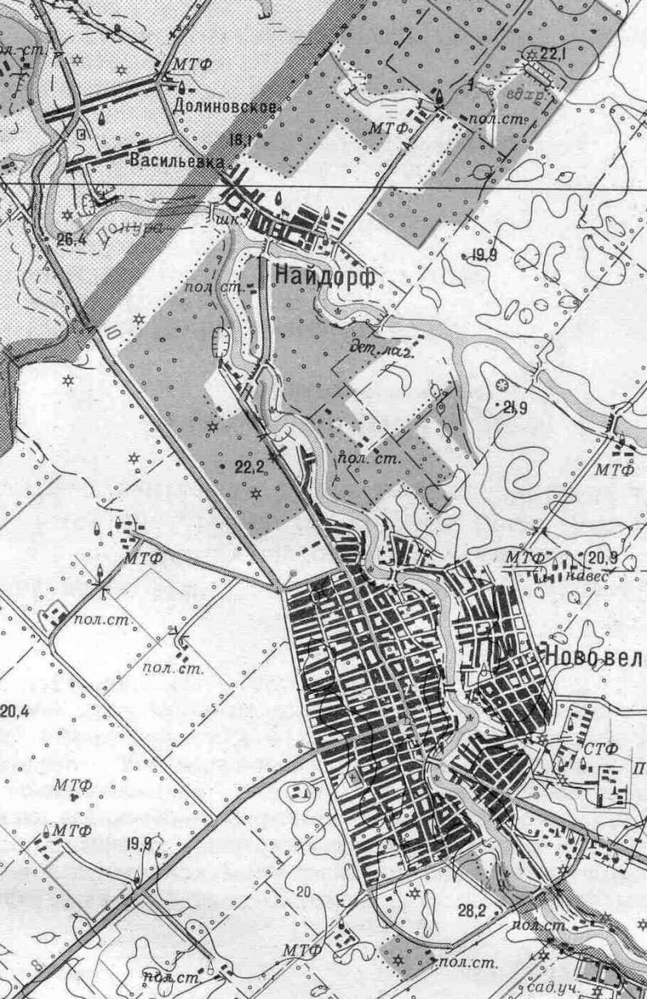 пол. ст.
МТФ
22,1
Долиновское
вдхр.
пол. ст.
МТФ
18,1
Васильевка
шк.
26,4
Понура
19,9
Найдорф
пол. ст.
10
дет. лаг.
21,9
пол. ст.
22,2
МТФ
МТФ
МТФ
20,9
навес
пол. ст.
Нововел
пол. ст.
20,4
СТФ
П
МТФ
МТФ
19,9
20
28,2
пол. ст.
МТФ
8
пол. ст.
пол. ст.
сад. уч.